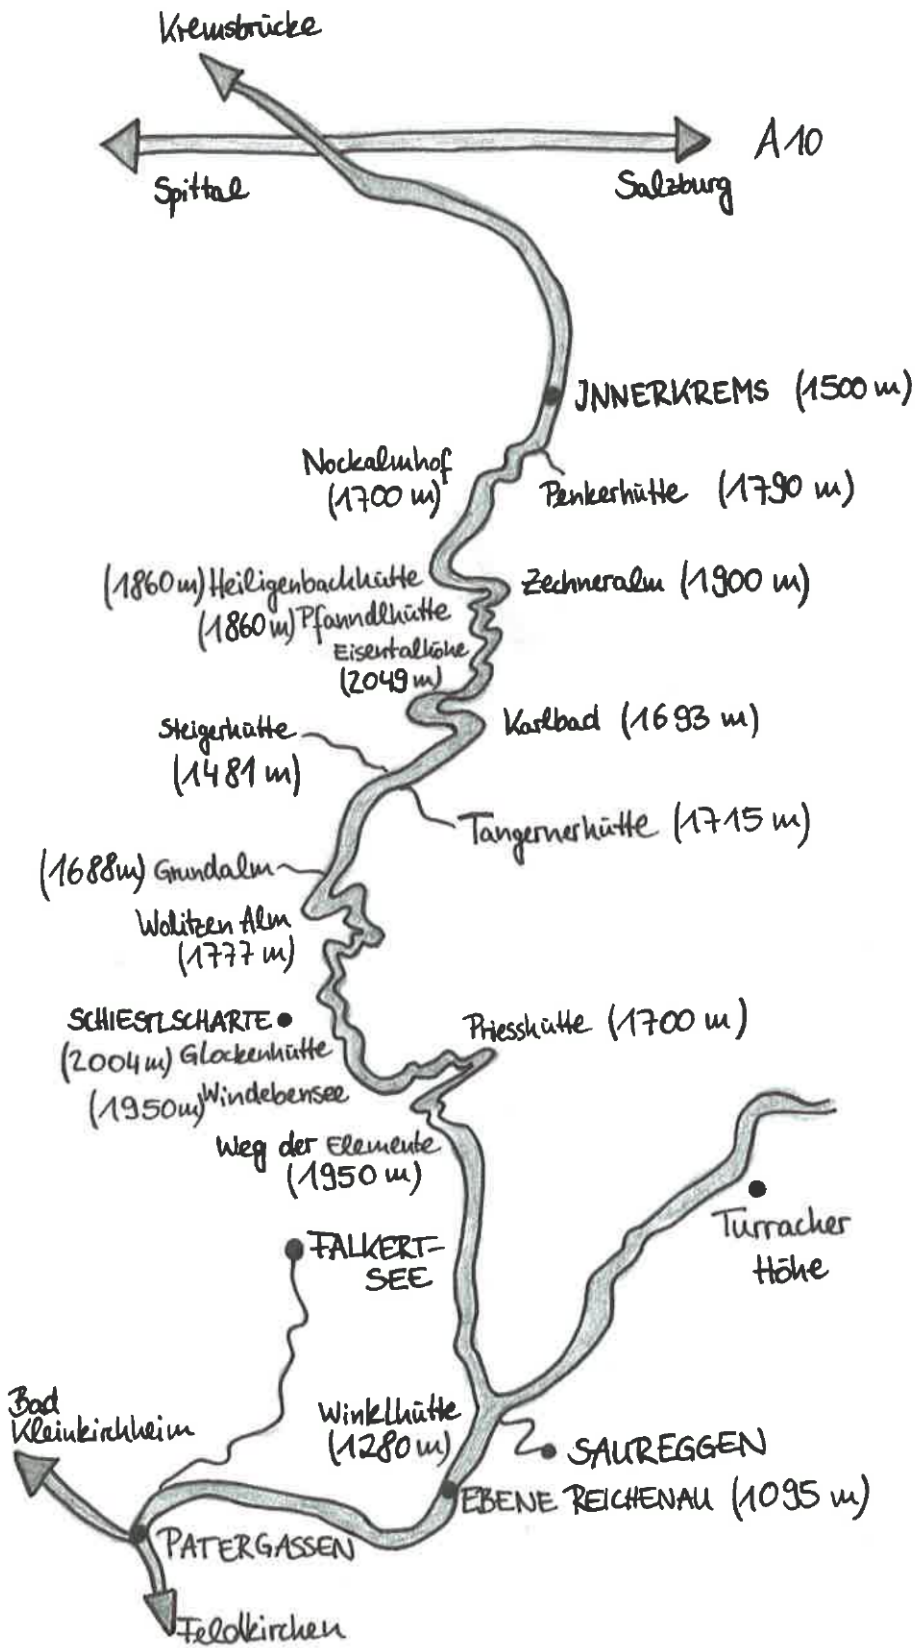 Kremsbrücke
A10
Spittal
Salzburg
INNERKREMS (1500 m)
Nockalmhof
(1700 m)
Penkerhütte (1790 m)
(1860 m) Heiligenbachhütte
Zechneralm (1900 m)
(1860 m) Pfanndlhütte
Eisentalhöhe
(2049 m)
Karlbad (1693 m)
Steigerhütte
(1481 m)
Tangernerhütte (1715 m)
(1688m) Grundalm
Wolitzen Alm
(1777 m)
SCHIESTLSCHARTE
Priesshütte (1700 m)
(2004 m) Glockenhütte
(1950m) Windebensee
Weg der Elemente
(1950 m)
Turracher
Höhe
FALKERT-
SEE
Bad
Kleinkirchheim
Winklhütte
(1280 m)
SAUREGGEN
EBENE REICHENAU (1095 m)
PATERGASSEN
Feldkirchen